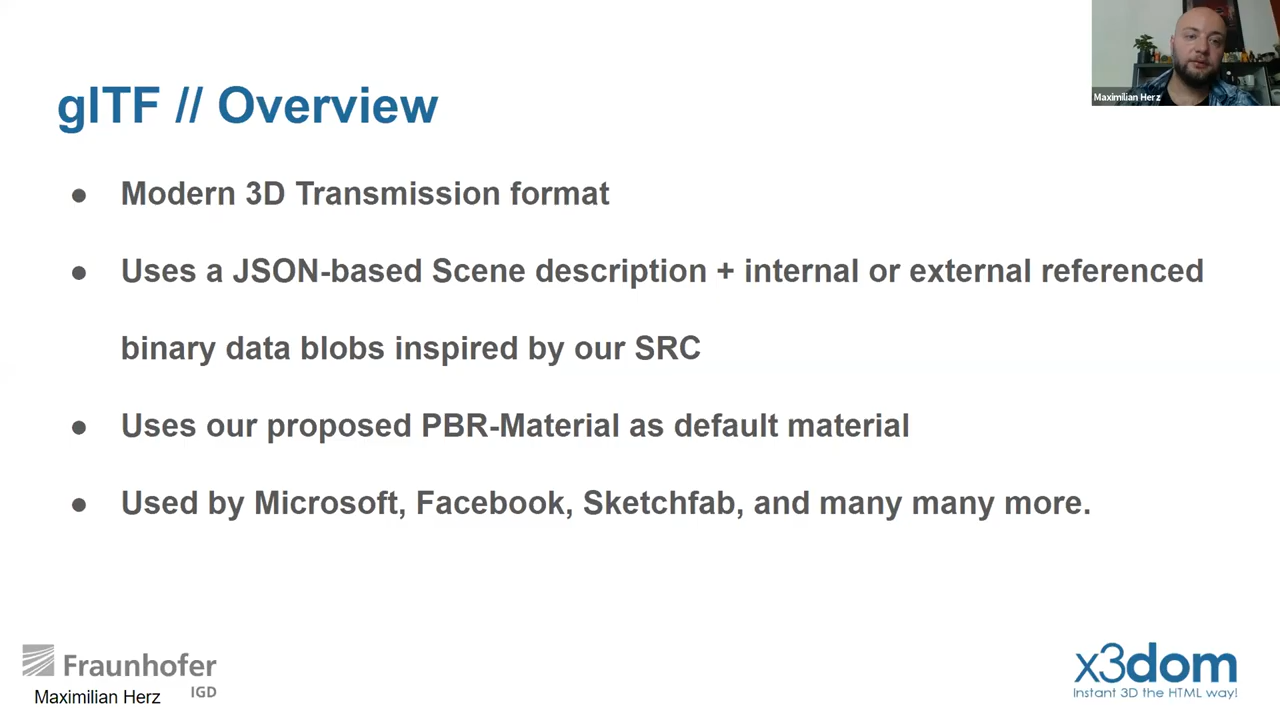 Maximilian Herz
glTF // Overview
● Modern 3D Transmission format
● Uses a JSON-based Scene description + internal or external referenced
binary data blobs inspired by our SRC
● Uses our proposed PBR-Material as default material
● Used by Microsoft, Facebook, Sketchfab, and many many more.
Fraunhofer
IGD
Maximilian Herz
x3dom
Instant 3D the HTML way!